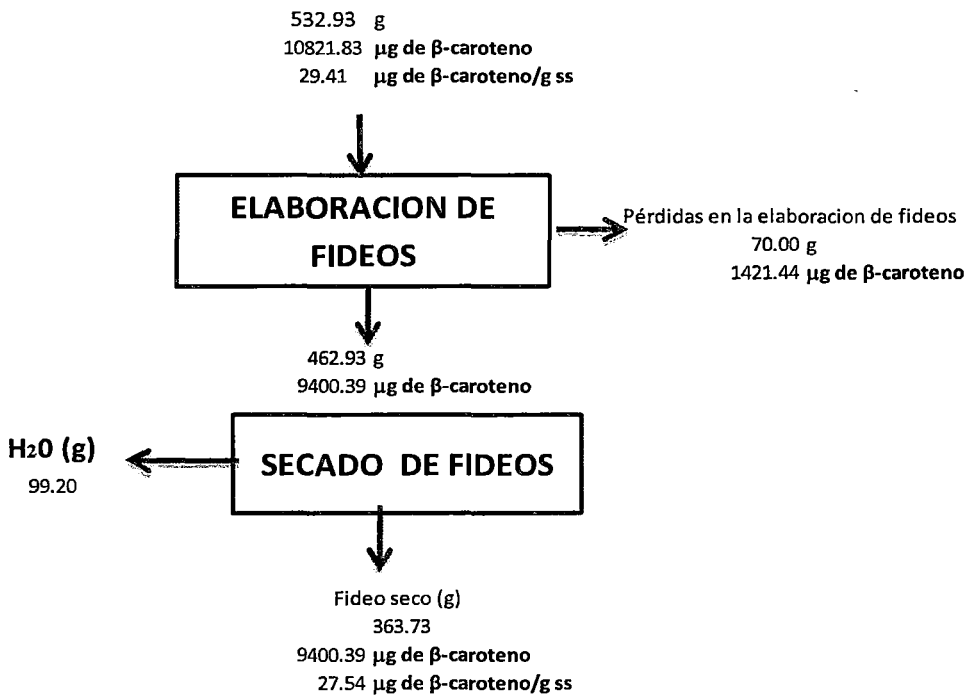 532.93 g
10821.83 µg de β-caroteno
29.41 µg de β-caroteno/g ss
ELABORACION DE
FIDEOS
Pérdidas en la elaboracion de fideos
70.00 g
1421.44 µg de β-caroteno
462.93 g
9400.39 µg de β-caroteno
H20 (g)
99.20
SECADO DE FIDEOS
Fideo seco (g)
363.73
9400.39 µg de β-caroteno
27.54 µg de β-caroteno/g ss